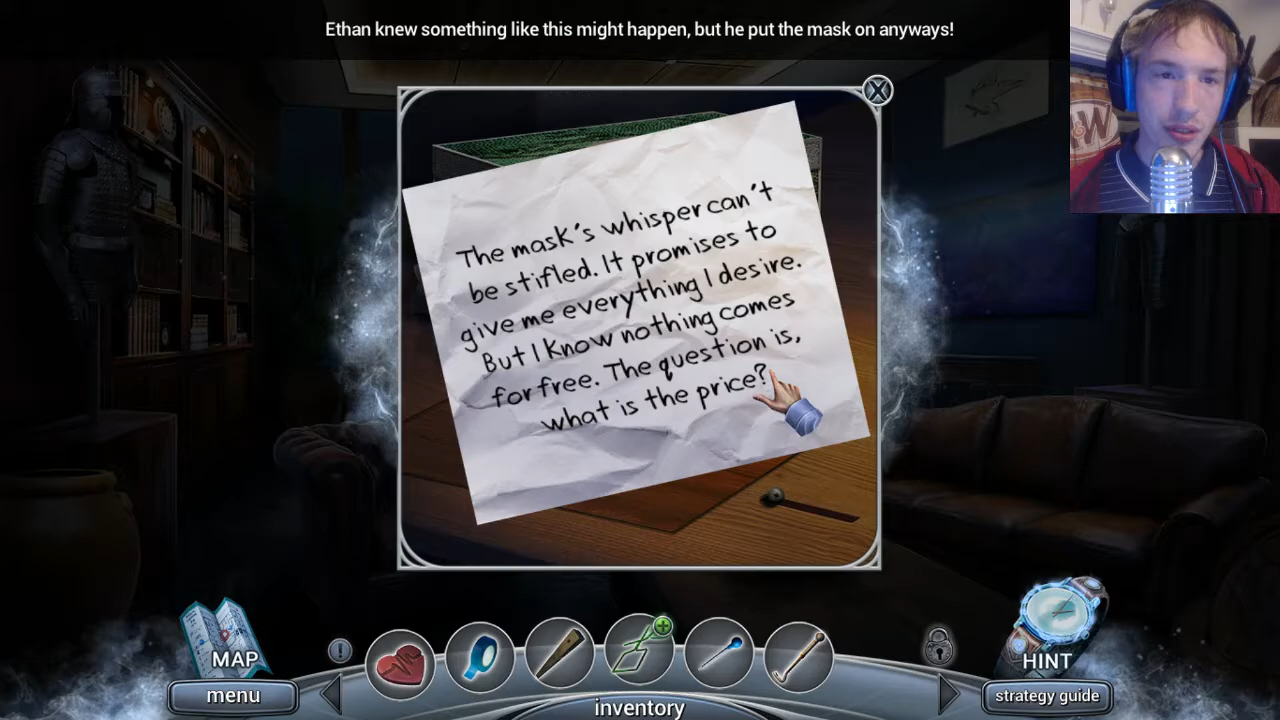 Ethan knew something like this might happen, but he put the mask on anyways!
A&W
The mask's whisper can't
be stifled. It promises to
give me everything I desire.
But I know nothing comes
for free. The question is,
what is the price?
MAP
HINT
menu
strategy guide
inventory